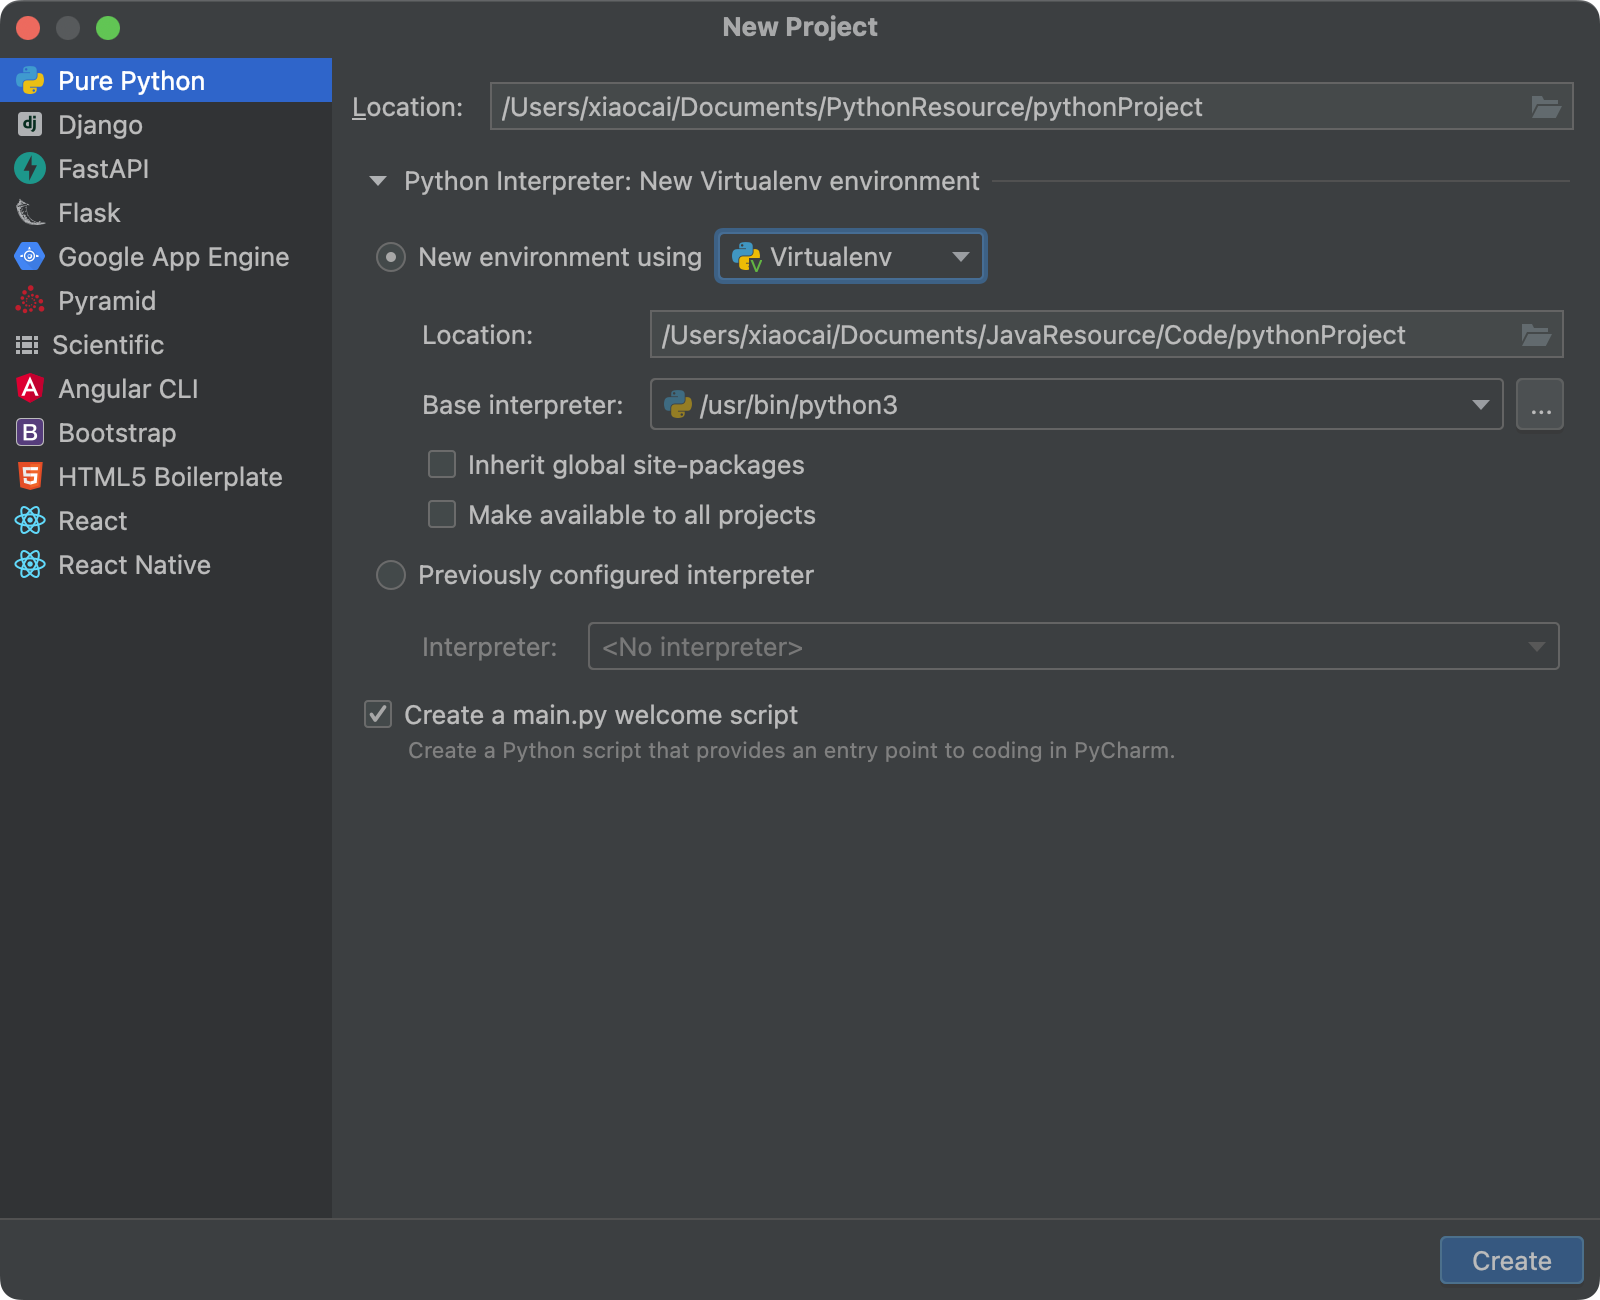 New Project
Pure Python
Django
FastAPI
Flask
Google App Engine
Pyramid
Scientific
Angular CLI
Bootstrap
HTML5 Boilerplate
React
React Native
Location: /Users/xiaocai/Documents/PythonResource/pythonProject
Python Interpreter: New Virtualenv environment
New environment using Virtualenv
Location: /Users/xiaocai/Documents/JavaResource/Code/pythonProject
Base interpreter: /usr/bin/python3 ...
Inherit global site-packages
Make available to all projects
Previously configured interpreter
Interpreter: <No interpreter>
Create a main.py welcome script
Create a Python script that provides an entry point to coding in PyCharm.
Create